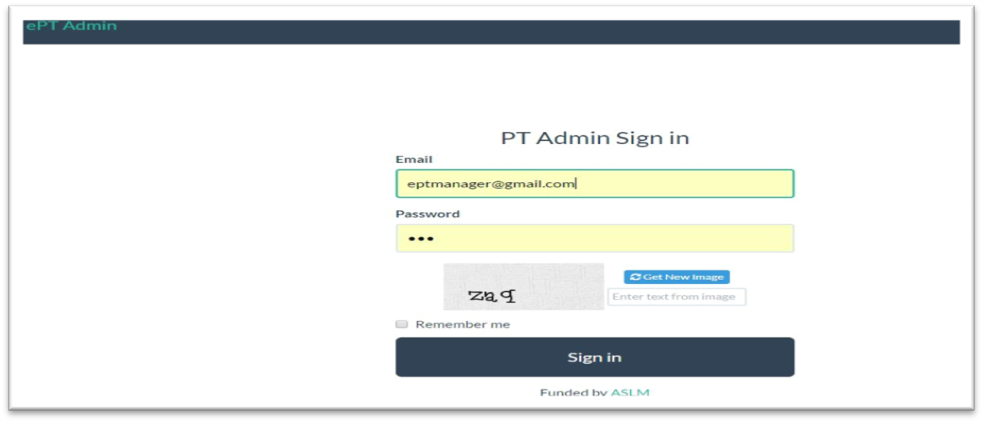 ePT Admin
PT Admin Sign in
Email
eptmanager@gmail.com
Password
•••
Get New Image
zaq
Enter text from image
Remember me
Sign in
Funded by ASLM